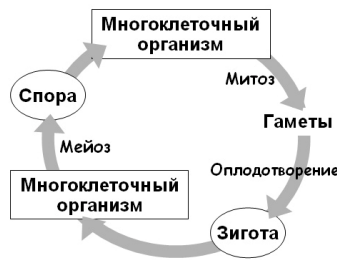 Многоклеточный
организм
Митоз
Гаметы
Оплодотворение
Зигота
Многоклеточный
организм
Мейоз
Спора